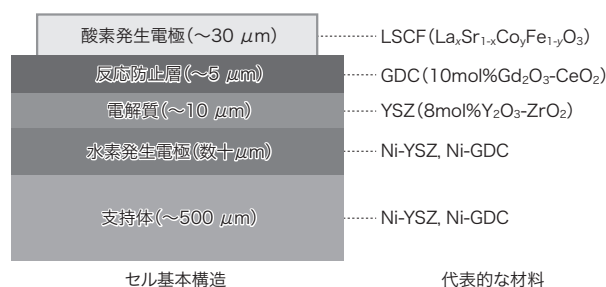 酸素発生電極(～30 μm) LSCF(LaxSr1-xCoyFe1-yO3)
反応防止層(～5 μm) GDC(10mol%Gd2O3-CeO2)
電解質(～10 μm) YSZ(8mol%Y2O3-ZrO2)
水素発生電極(数十μm) Ni-YSZ, Ni-GDC
支持体(～500 μm) Ni-YSZ, Ni-GDC
セル基本構造 代表的な材料